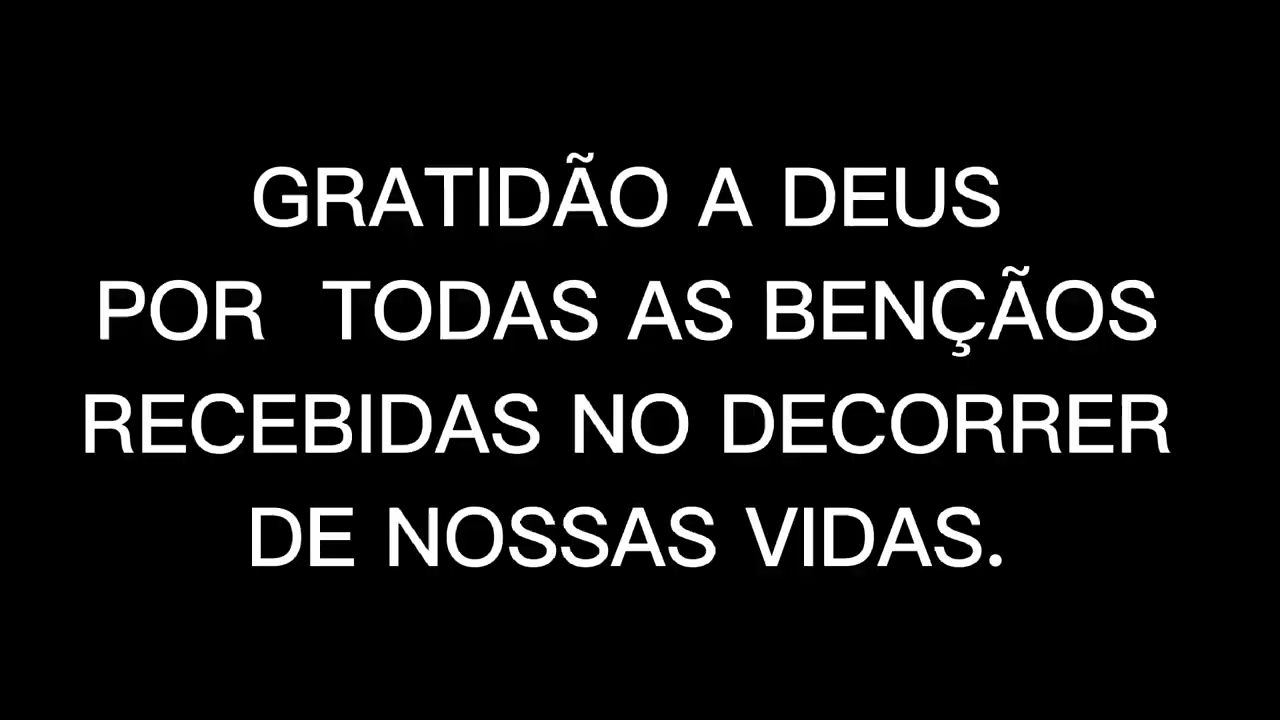 GRATIDÃO A DEUS
POR  TODAS AS BENÇÃOS
RECEBIDAS NO DECORRER
DE NOSSAS VIDAS.